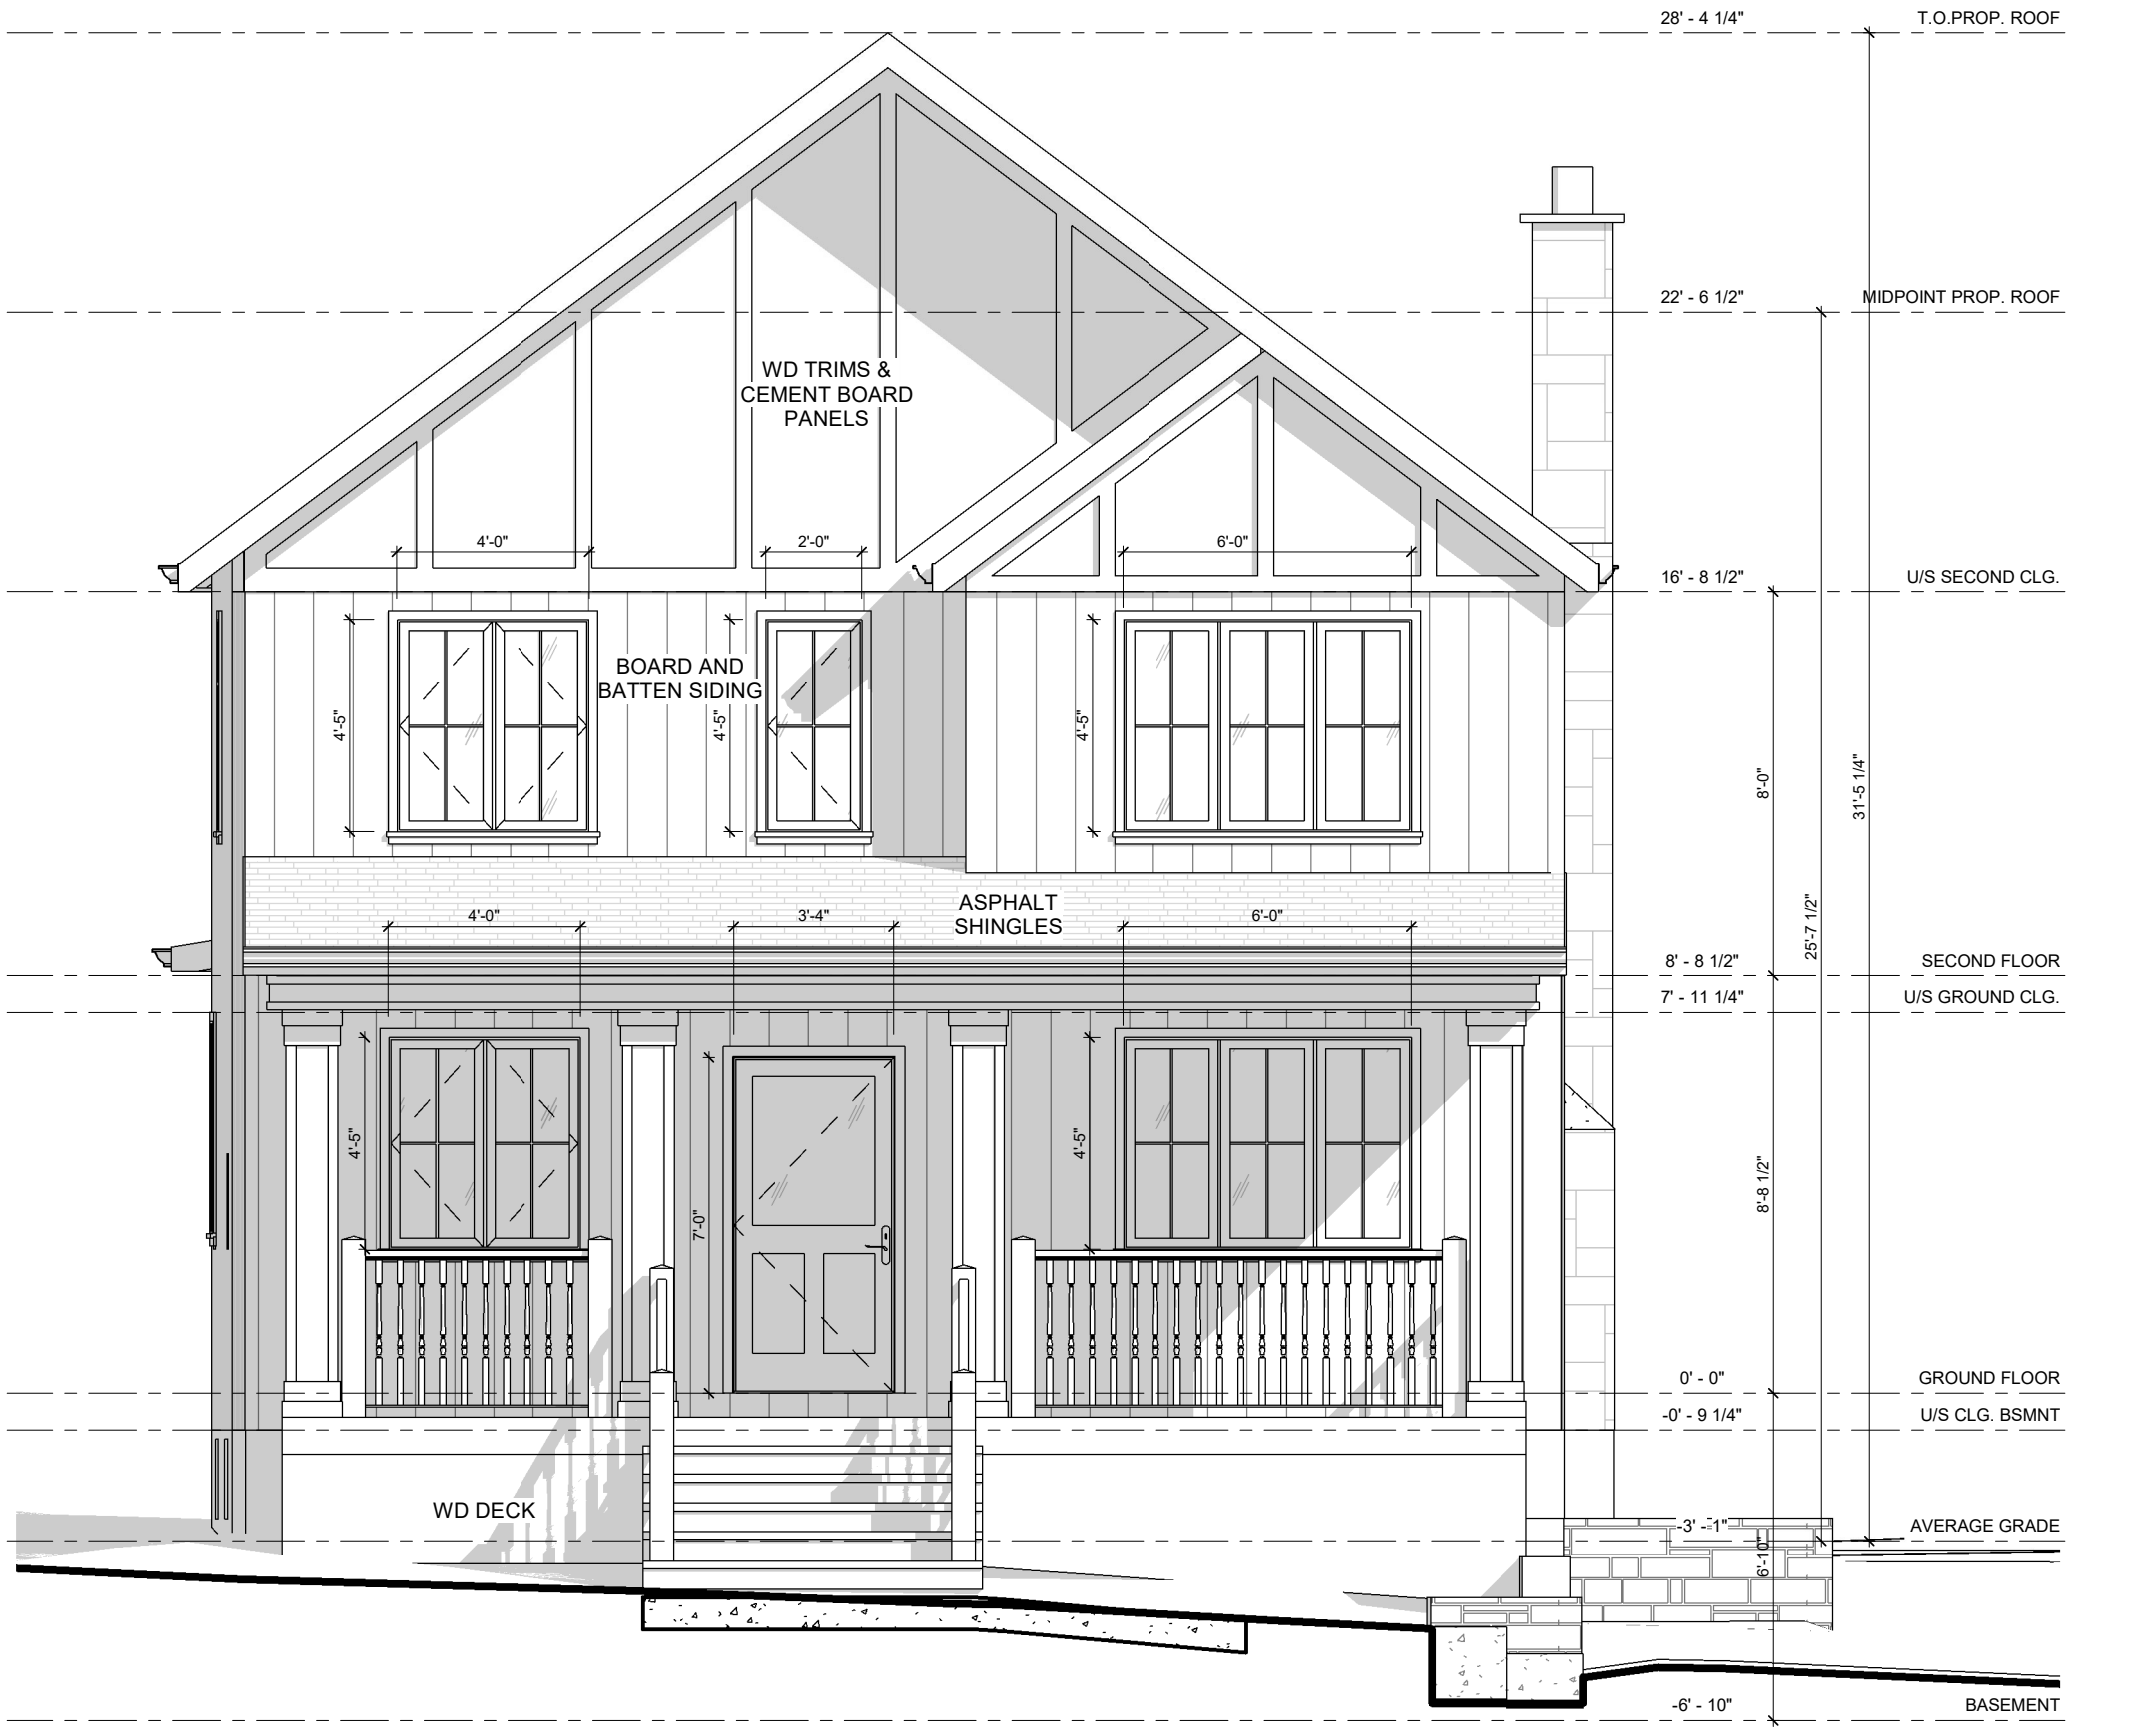 28' - 4 1/4" T.O.PROP. ROOF
22' - 6 1/2" MIDPOINT PROP. ROOF
WD TRIMS &
CEMENT BOARD
PANELS
4'-0" 2'-0" 6'-0"
16' - 8 1/2" U/S SECOND CLG.
BOARD AND
BATTEN SIDING
4'-5" 4'-5" 4'-5"
8'-0"
31'-5 1/4"
ASPHALT
SHINGLES
4'-0" 3'-4" 6'-0"
25'-7 1/2"
8' - 8 1/2" SECOND FLOOR
7' - 11 1/4" U/S GROUND CLG.
4'-5" 7'-0" 4'-5"
8'-8 1/2"
0' - 0" GROUND FLOOR
-0' - 9 1/4" U/S CLG. BSMNT
WD DECK
-3' - 1" AVERAGE GRADE
6'-10"
-6' - 10" BASEMENT